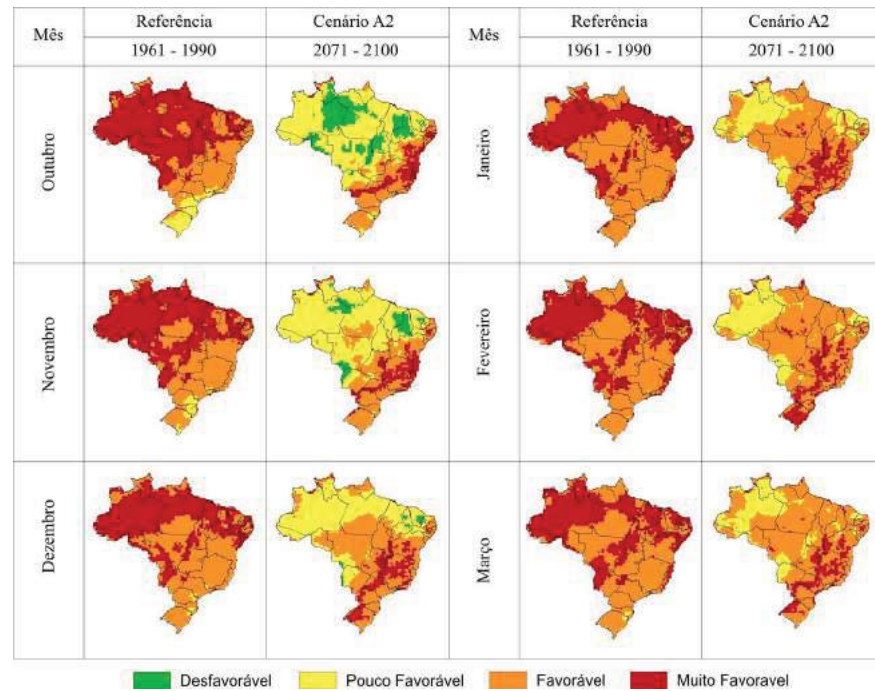 Mês Referência Cenário A2 Mês Referência Cenário A2
1961 - 1990 2071 - 2100 1961 - 1990 2071 - 2100
Outubro Janeiro
Novembro Fevereiro
Dezembro Março
Desfavorável Pouco Favorável Favorável Muito Favoravel